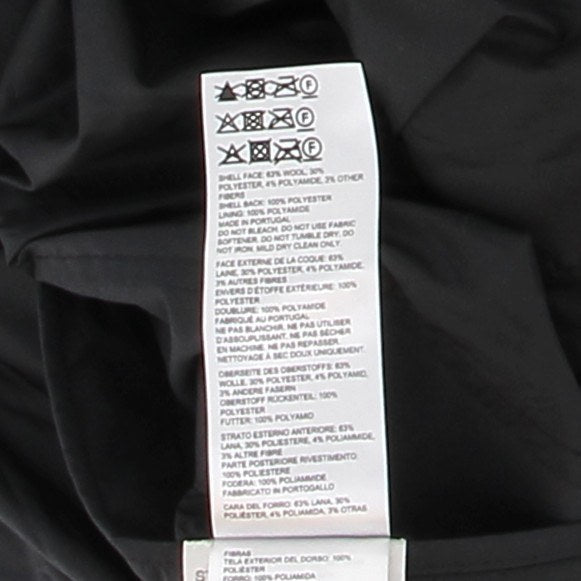 F
F
F
SHELL FACE: 63% WOOL, 30%
POLYESTER, 4% POLYAMIDE, 3% OTHER
FIBERS
SHELL BACK: 100% POLYESTER
LINING: 100% POLYAMIDE
MADE IN PORTUGAL
DO NOT BLEACH. DO NOT USE FABRIC
SOFTENER. DO NOT TUMBLE DRY. DO
NOT IRON. MILD DRY CLEAN ONLY.
FACE EXTERNE DE LA COQUE: 63%
LAINE, 30% POLYESTER, 4% POLYAMIDE,
3% AUTRES FIBRES
ENVERS D'ÉTOFFE EXTÉRIEURE: 100%
POLYESTER
DOUBLURE: 100% POLYAMIDE
FABRIQUÉ AU PORTUGAL
NE PAS BLANCHIR. NE PAS UTILISER
D'ASSOUPLISSANT. NE PAS SÉCHER
EN MACHINE. NE PAS REPASSER.
NETTOYAGE À SEC DOUX UNIQUEMENT.
OBERSEITE DES OBERSTOFFS: 63%
WOLLE, 30% POLYESTER, 4% POLYAMID,
3% ANDERE FASERN
OBERSTOFF RÜCKENTEIL: 100%
POLYESTER
FUTTER: 100% POLYAMID
STRATO ESTERNO ANTERIORE: 63%
LANA, 30% POLIESTERE, 4% POLIAMMIDE,
3% ALTRE FIBRE
PARTE POSTERIORE RIVESTIMENTO:
100% POLIESTERE
FODERA: 100% POLIAMMIDE
FABBRICATO IN PORTOGALLO
CARA DEL FORRO: 63% LANA, 30%
POLIÉSTER, 4% POLIAMIDA, 3% OTRAS
FIBRAS
TELA EXTERIOR DEL DORSO: 100%
POLIÉSTER
FORRO: 100% POLIAMIDA